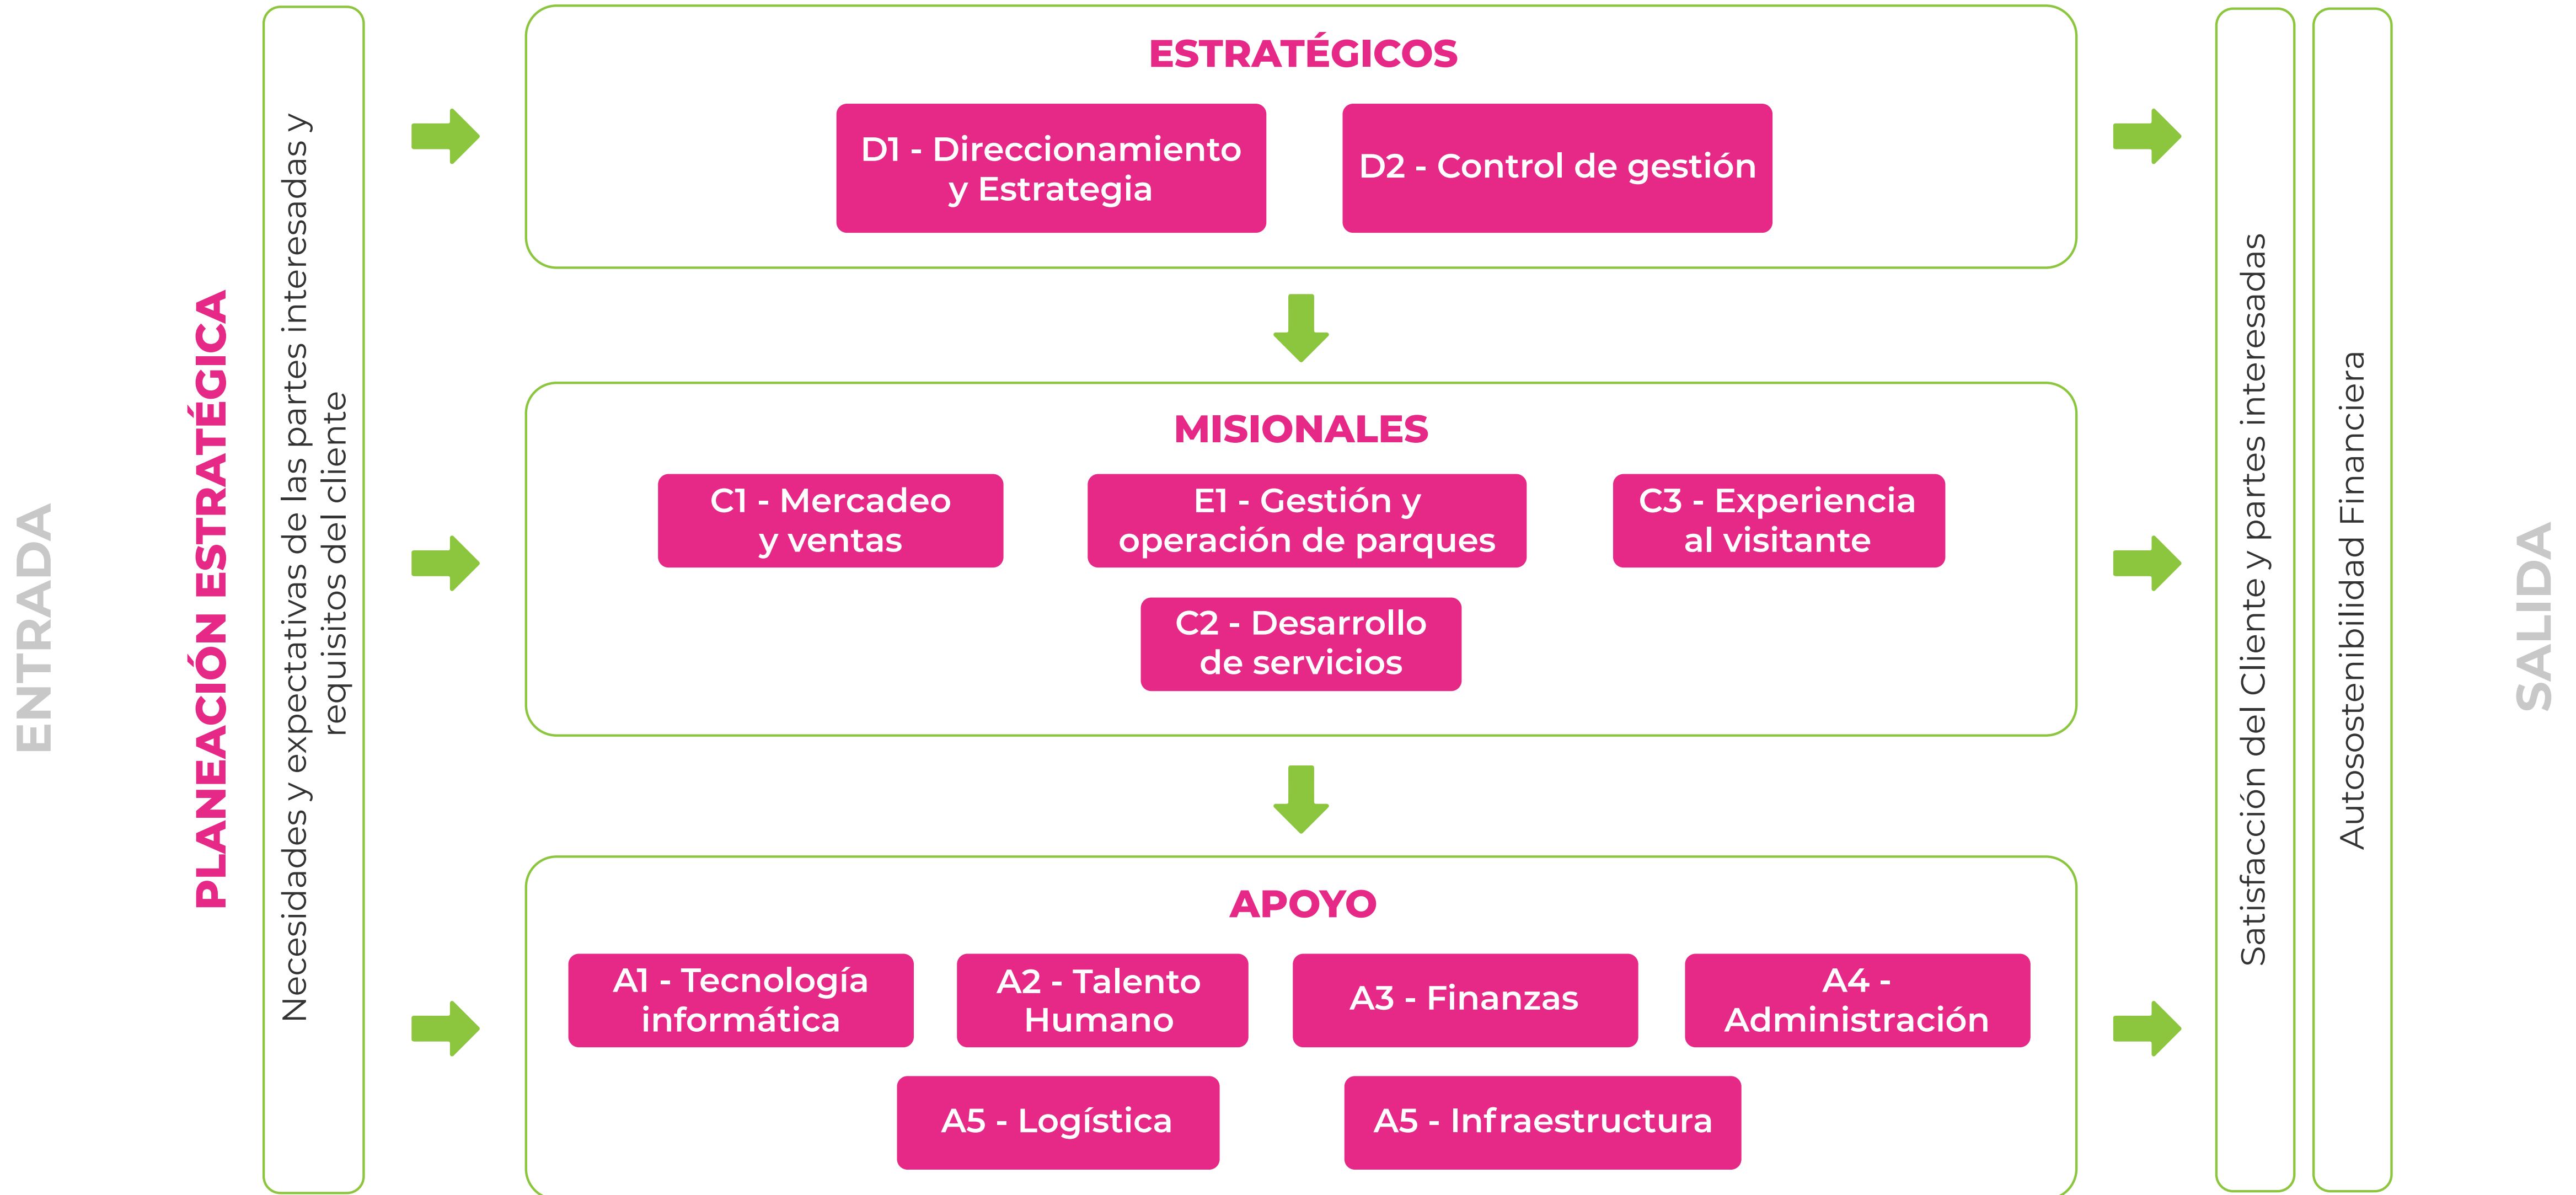 ENTRADA
PLANEACIÓN ESTRATÉGICA
Necesidades y expectativas de las partes interesadas y
requisitos del cliente
ESTRATÉGICOS
D1 - Direccionamiento
y Estrategia
D2 - Control de gestión
MISIONALES
C1 - Mercadeo
y ventas
E1 - Gestión y
operación de parques
C3 - Experiencia
al visitante
C2 - Desarrollo
de servicios
APOYO
A1 - Tecnología
informática
A2 - Talento
Humano
A3 - Finanzas
A4 -
Administración
A5 - Logística
A5 - Infraestructura
Satisfacción del Cliente y partes interesadas
Autosostenibilidad Financiera
SALIDA